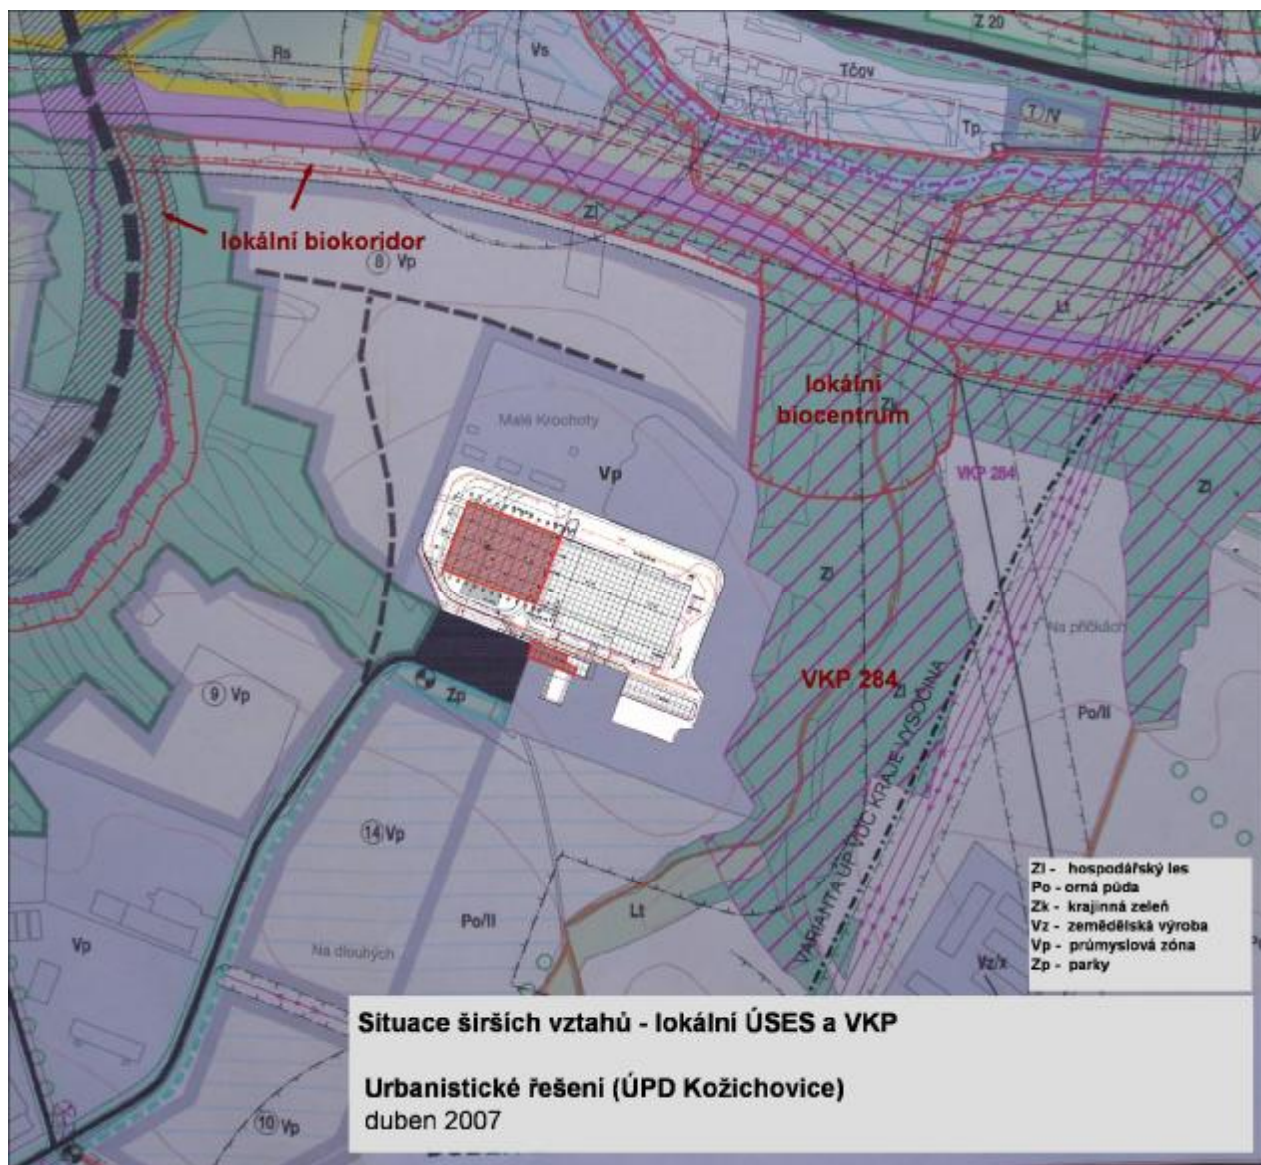 Z 20
Rs
Vs
Tčov
Tp
7/V
lokální biokoridor
Zl
8 Vp
Lt
lokální
biocentrum
Malé Krochoty
Vp
VKP 284
Zl
Zl
Na příčkách
VKP 284
Zl
9 Vp
Zp
Po/II
VARIANTA ÚP VÚC KRAJE VYSOČINA
14 Vp
Po/II
Lt
Na dlouhých
Vp
Vz/x
Zl - hospodářský les
Po - orná půda
Zk - krajinná zeleň
Vz - zemědělská výroba
Vp - průmyslová zóna
Zp - parky
Situace širších vztahů - lokální ÚSES a VKP
Urbanistické řešení (ÚPD Kožichovice)
duben 2007
10 Vp